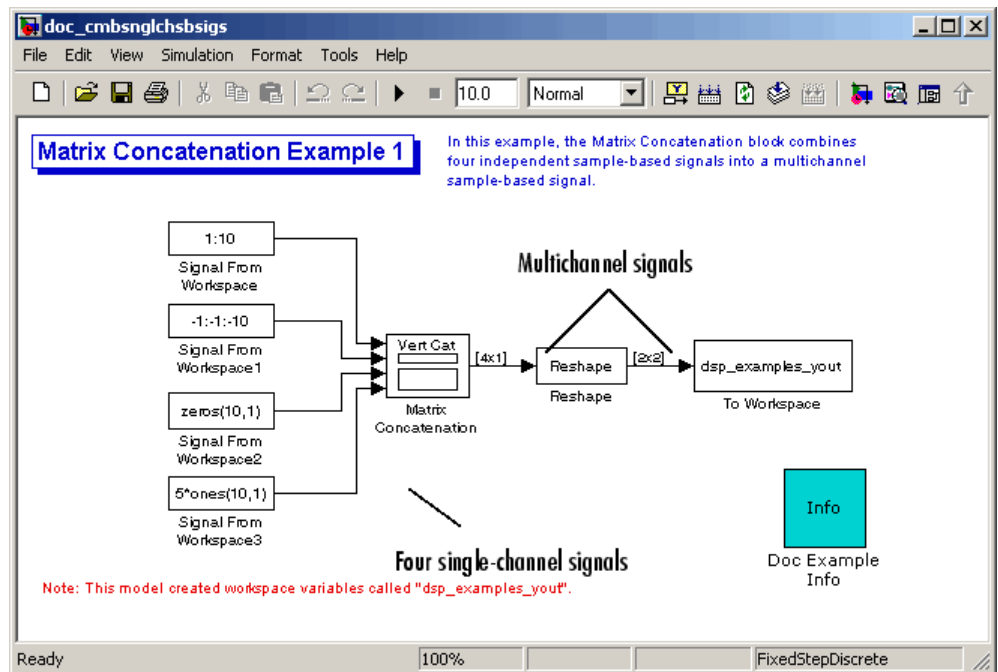 doc_cmbsnglchsbsigs
File Edit View Simulation Format Tools Help
10.0 Normal
Matrix Concatenation Example 1
In this example, the Matrix Concatenation block combines
four independent sample-based signals into a multichannel
sample-based signal.
1:10
Signal From
Workspace
-1:-1:-10
Signal From
Workspace1
zeros(10,1)
Signal From
Workspace2
5*ones(10,1)
Signal From
Workspace3
Vert Cat
Matrix
Concatenation
[4x1]
Multichannel signals
Reshape
Reshape
[2x2]
dsp_examples_yout
To Workspace
Four single-channel signals
Info
Doc Example
Info
Note: This model created workspace variables called "dsp_examples_yout".
Ready 100% FixedStepDiscrete